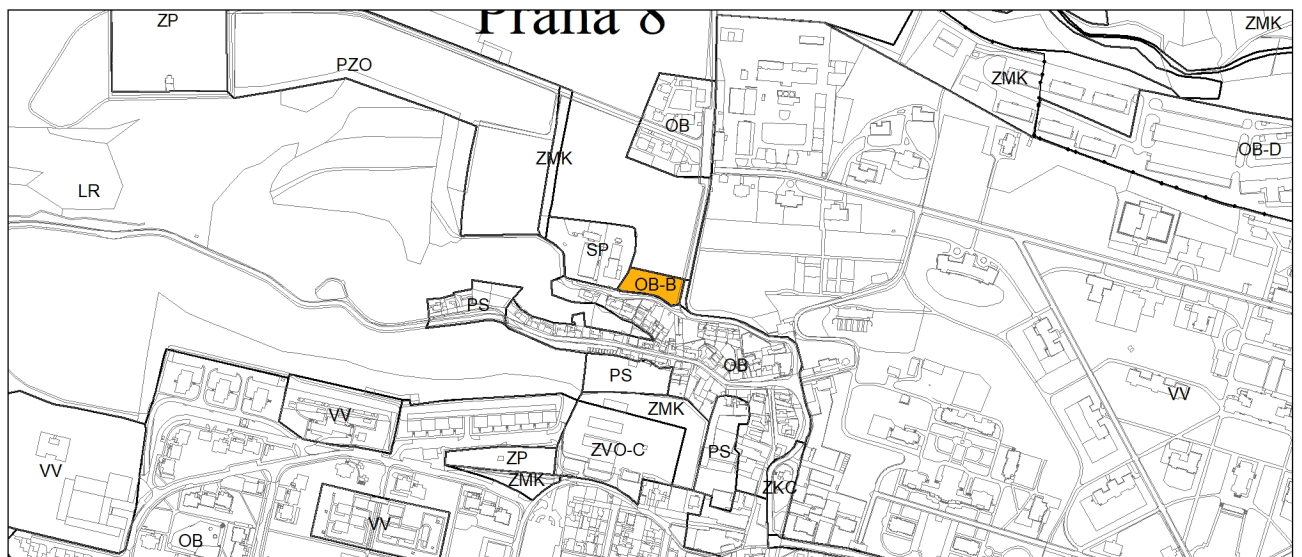 Praha 8
ZP
ZMK
PZO
ZMK
OB
OB-D
ZMK
LR
SP
OB-B
PS
OB
PS
VV
ZMK
VV
PS
ZVO-C
ZP
VV
ZMK
ZKC
VV
OB